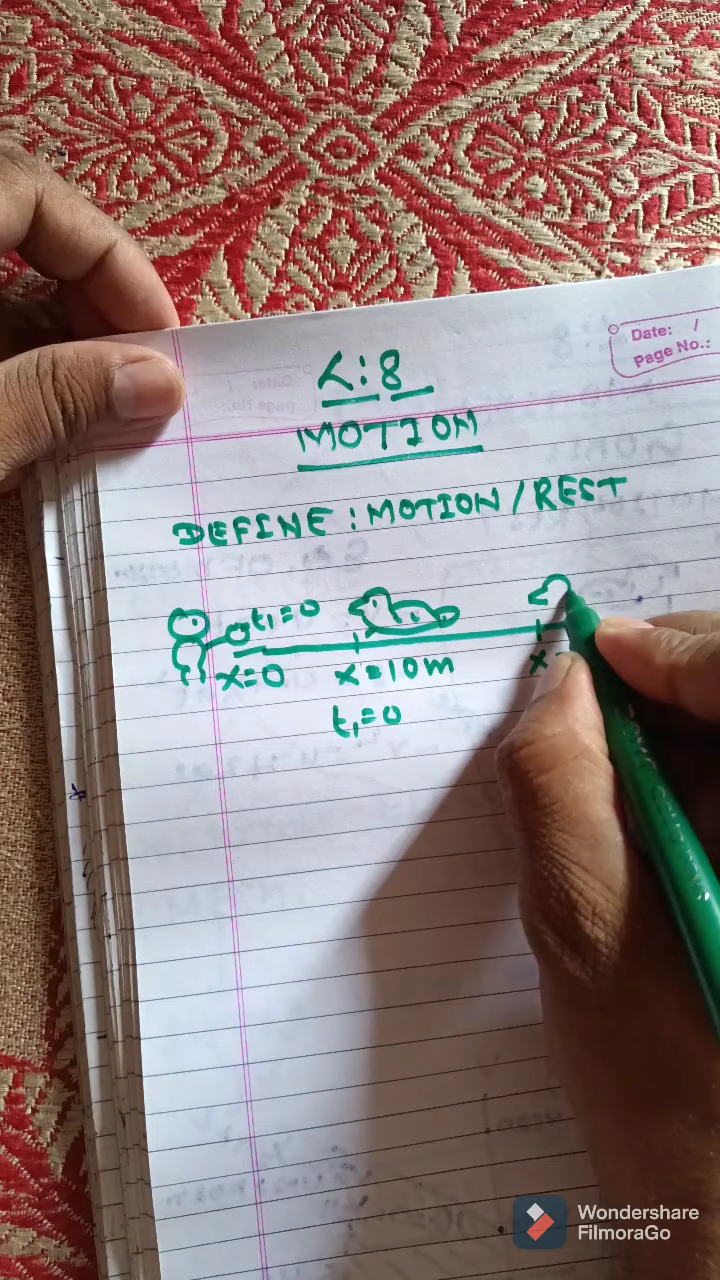 Date: /
Page No.:
L:8
MOTION
DEFINE: MOTION/REST
t₁=0
x=0 x=10m x=
t₁=0
Wondershare
FilmoraGo